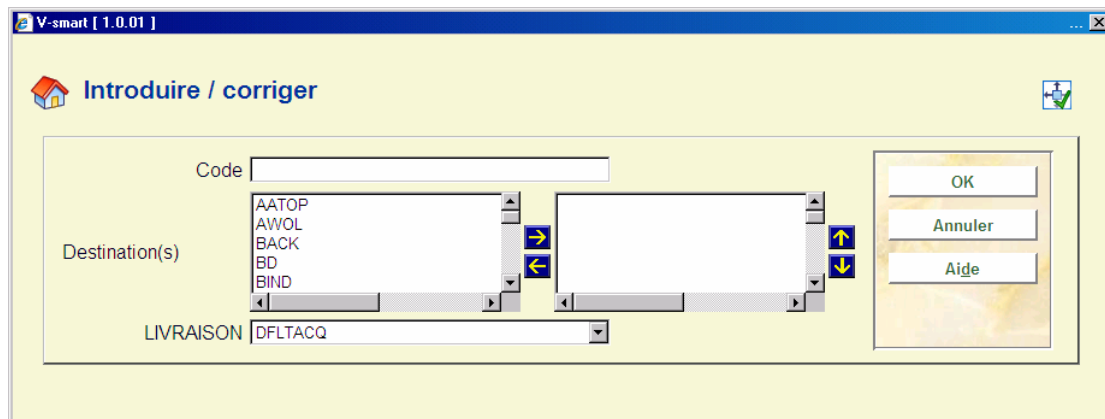 V-smart [ 1.0.01 ]
...
Introduire / corriger
Code
Destination(s)
AATOP
AWOL
BACK
BD
BIND
LIVRAISON
DFLTACQ
OK
Annuler
Aide